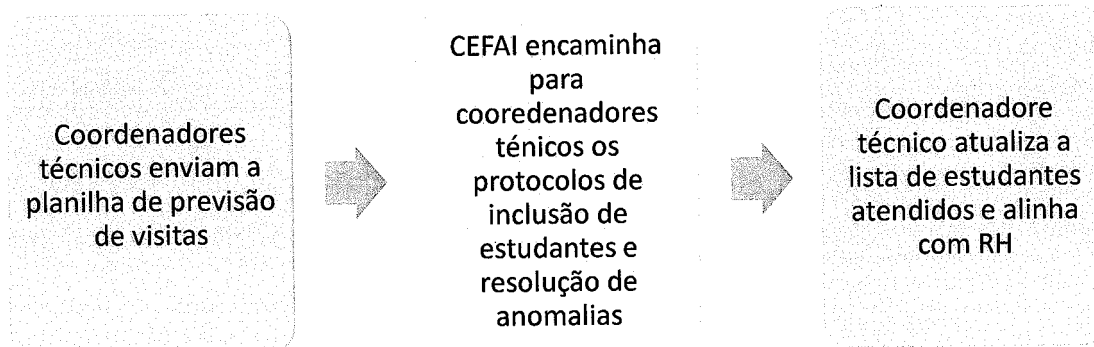 Coordenadores
técnicos enviam a
planilha de previsão
de visitas
CEFAI encaminha
para
cooredenadores
ténicos os
protocolos de
inclusão de
estudantes e
resolução de
anomalias
Coordenadore
técnico atualiza a
lista de estudantes
atendidos e alinha
com RH